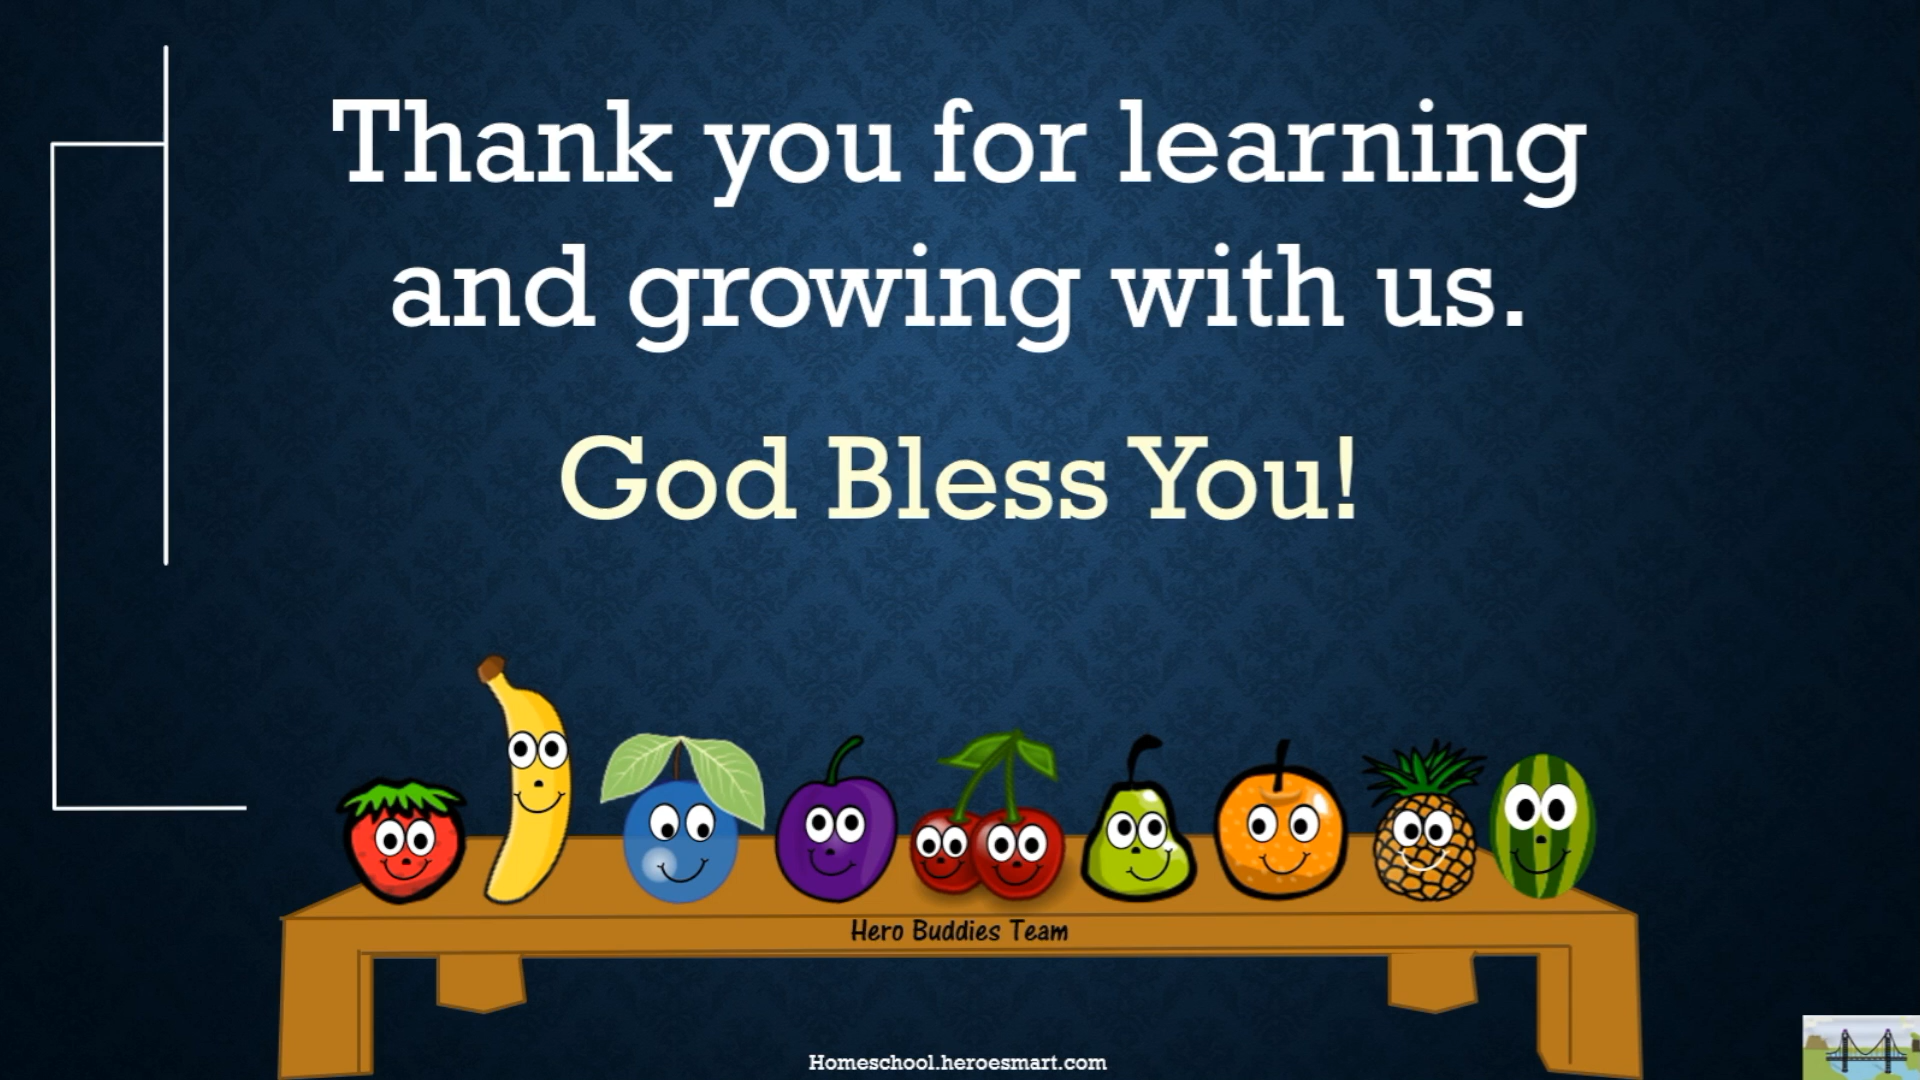 Thank you for learning
and growing with us.
God Bless You!
Hero Buddies Team
Homeschool.heroesmart.com